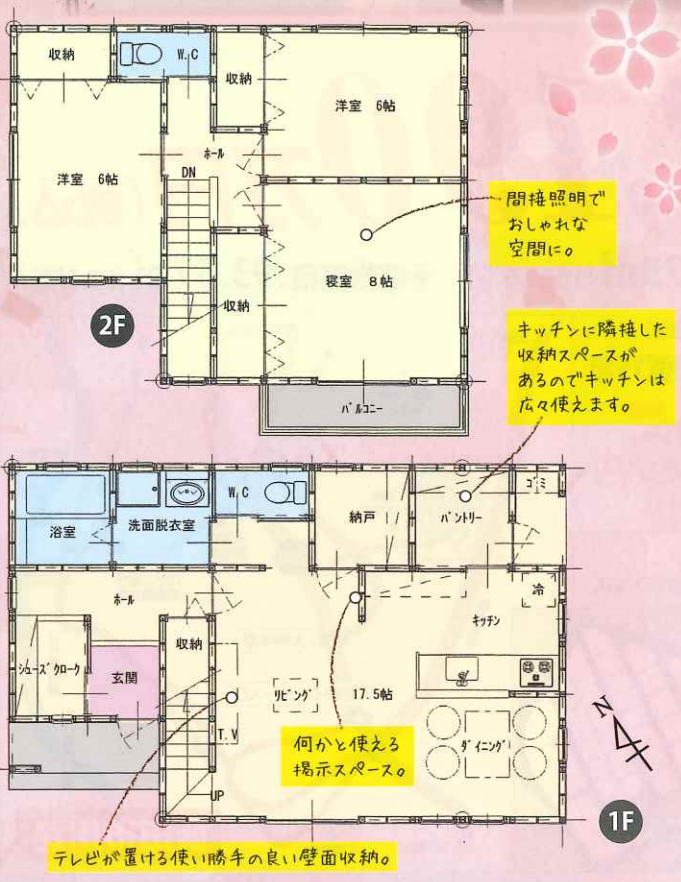 収納
W.C
収納
洋室 6帖
洋室 6帖
ホール
DN
間接照明で
おしゃれな
空間に。
寝室 8帖
収納
2F
キッチンに隣接した
収納スペースが
あるのでキッチンは
広々使えます。
バルコニー
浴室
洗面脱衣室
W.C
納戸
パントリー
ゴミ
冷
ホール
キッチン
シューズクローク
玄関
収納
リビング
17.5帖
T.V
ダイニング
N
何かと使える
掲示スペース。
UP
1F
テレビが置ける使い勝手の良い壁面収納。